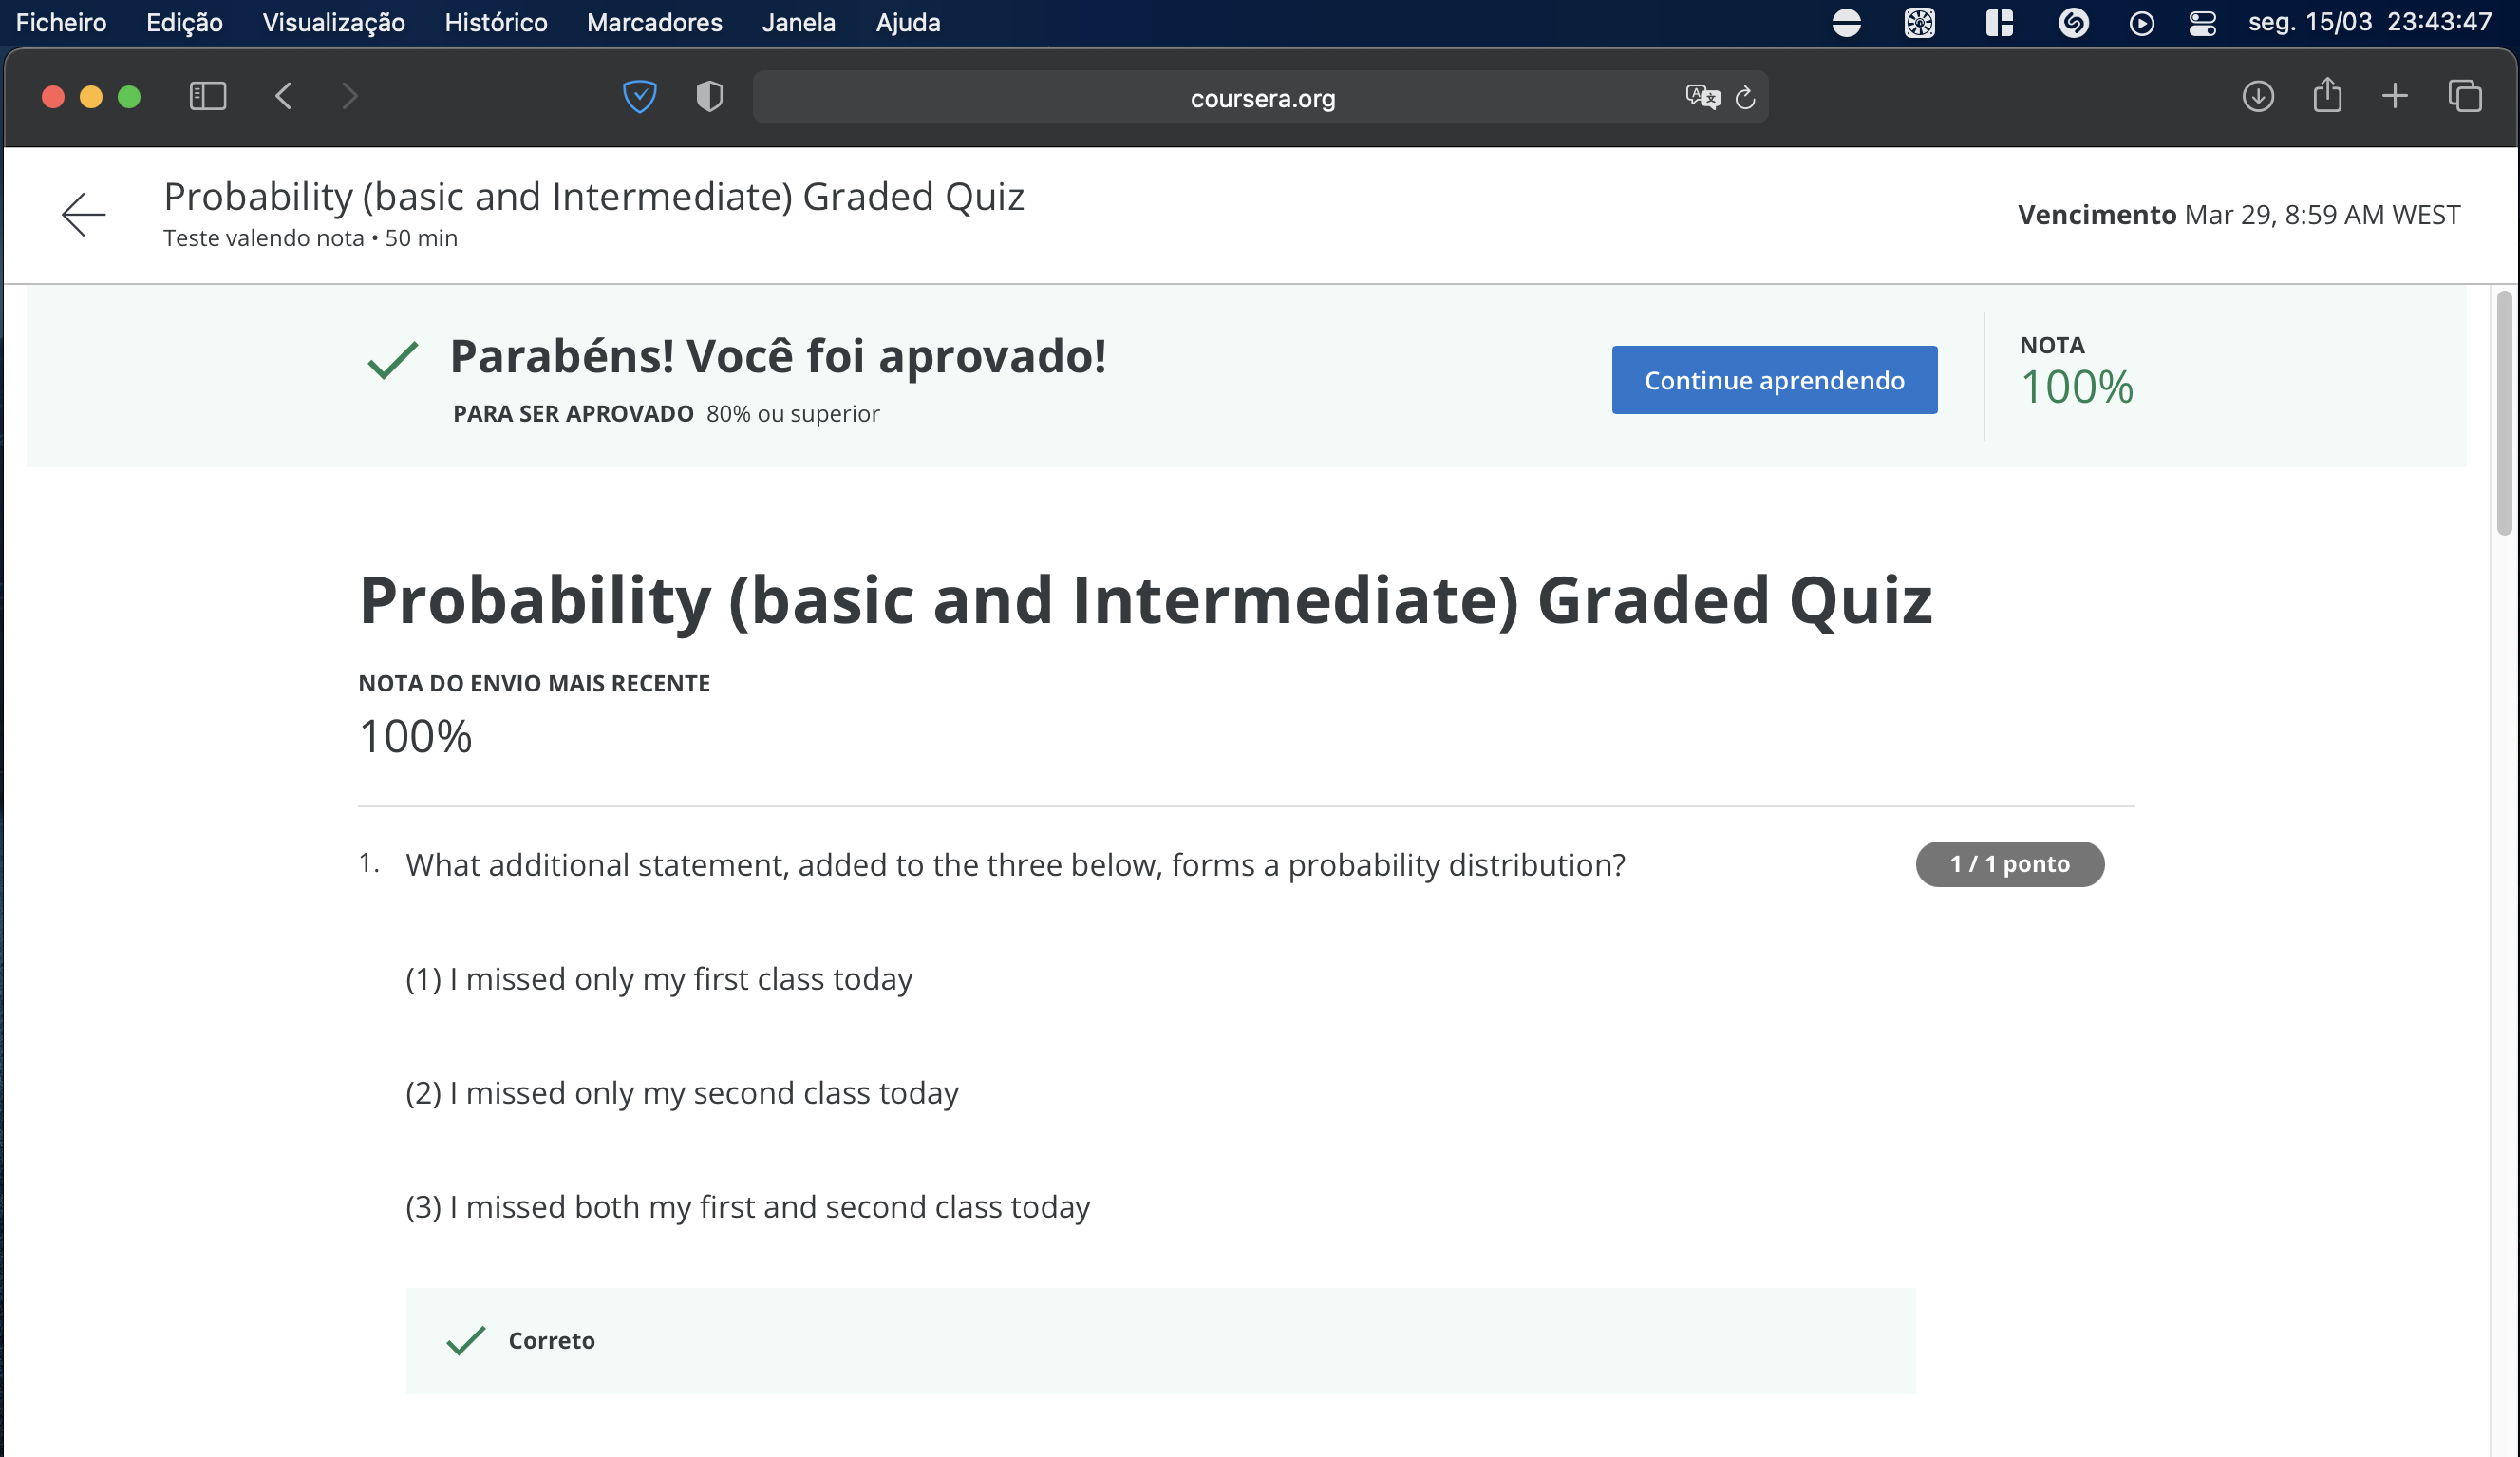 Ficheiro Edição Visualização Histórico Marcadores Janela Ajuda seg. 15/03 23:43:47
coursera.org
Probability (basic and Intermediate) Graded Quiz
Teste valendo nota • 50 min
Vencimento Mar 29, 8:59 AM WEST
Parabéns! Você foi aprovado!
PARA SER APROVADO 80% ou superior
Continue aprendendo
NOTA
100%
Probability (basic and Intermediate) Graded Quiz
NOTA DO ENVIO MAIS RECENTE
100%
1. What additional statement, added to the three below, forms a probability distribution?
1 / 1 ponto
(1) I missed only my first class today
(2) I missed only my second class today
(3) I missed both my first and second class today
Correto